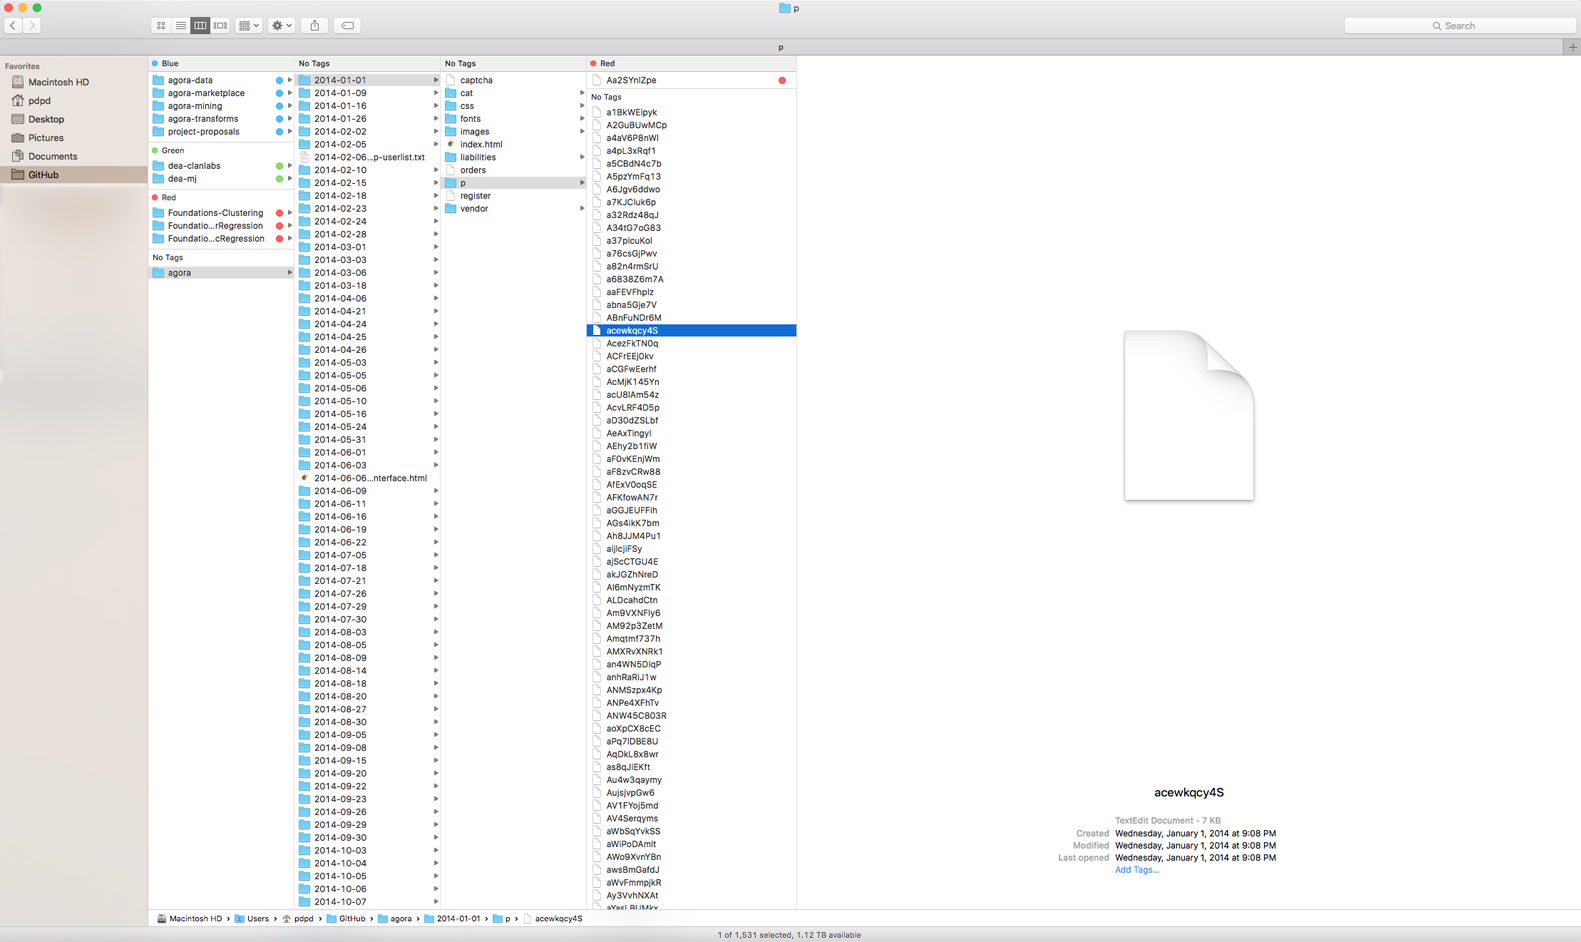 p
Search
p
Favorites
Macintosh HD
pdpd
Desktop
Pictures
Documents
GitHub
Blue
agora-data
agora-marketplace
agora-mining
agora-transforms
project-proposals
Green
dea-clanlabs
dea-mj
Red
Foundations-Clustering
Foundatio...rRegression
Foundatio...cRegression
No Tags
agora
No Tags
2014-01-01
2014-01-09
2014-01-16
2014-01-26
2014-02-02
2014-02-05
2014-02-06...p-userlist.txt
2014-02-10
2014-02-15
2014-02-18
2014-02-23
2014-02-24
2014-02-28
2014-03-01
2014-03-03
2014-03-06
2014-03-18
2014-04-06
2014-04-21
2014-04-24
2014-04-25
2014-04-26
2014-05-03
2014-05-05
2014-05-06
2014-05-10
2014-05-16
2014-05-24
2014-05-31
2014-06-01
2014-06-03
2014-06-06...nterface.html
2014-06-09
2014-06-11
2014-06-16
2014-06-19
2014-06-22
2014-07-05
2014-07-18
2014-07-21
2014-07-26
2014-07-29
2014-07-30
2014-08-03
2014-08-05
2014-08-09
2014-08-14
2014-08-18
2014-08-20
2014-08-27
2014-08-30
2014-09-05
2014-09-08
2014-09-15
2014-09-20
2014-09-22
2014-09-23
2014-09-26
2014-09-29
2014-09-30
2014-10-03
2014-10-04
2014-10-05
2014-10-06
2014-10-07
No Tags
captcha
cat
css
fonts
images
index.html
liabilities
orders
p
register
vendor
Red
Aa2SYnlZpe
No Tags
a1BkWEipyk
A2GuBUwMCp
a4aV6P8nWl
a4pL3xRqf1
a5CBdN4c7b
A5pzYmFq13
A6Jgv6ddwo
a7KJCluk6p
a32Rdz48qJ
A34tG7oG83
a37plcuKol
a76csGjPwv
a82n4rmSrU
a6838Z6m7A
aaFEVFhplz
abna5Gje7V
ABnFuNDr6M
acewkqcy4S
AcezFkTN0q
ACFrEEj0kv
aCGFwEerhf
AcMjK145Yn
acU8lAm54z
AcvLRF4D5p
aD30dZSLbf
AeAxTingyl
AEhy2b1fiW
aF0vKEnjWm
aF8zvCRw88
AfExV0oqSE
AFKfowAN7r
aGGJEUFFih
AGs4ikK7bm
Ah8JJM4Pu1
aijlcjiFSy
ajScCTGU4E
akJGZhNreD
Al6mNyzmTK
ALDcahdCtn
Am9VXNFly6
AM92p3ZetM
Amqtmf737h
AMXRvXNRk1
an4WN5DlqP
anhRaRiJ1w
ANMSzpx4Kp
ANPe4XFhTv
ANW45C803R
aoXpCX8cEC
aPq7lDBE8U
AqDkL8x8wr
as8qJiEKft
Au4w3qaymy
AujsjvpGw6
AV1FYoj5md
AV4Serqyms
aWbSqYvkSS
aWiPoDAmlt
AWo9XvnYBn
awsBmGafdJ
aWvFmmpjkR
Ay3VvhNXAt
acewkqcy4S
TextEdit Document - 7 KB
Created Wednesday, January 1, 2014 at 9:08 PM
Modified Wednesday, January 1, 2014 at 9:08 PM
Last opened Wednesday, January 1, 2014 at 9:08 PM
Add Tags...
Macintosh HD › Users › pdpd › GitHub › agora › 2014-01-01 › p › acewkqcy4S
1 of 1,531 selected, 1.12 TB available